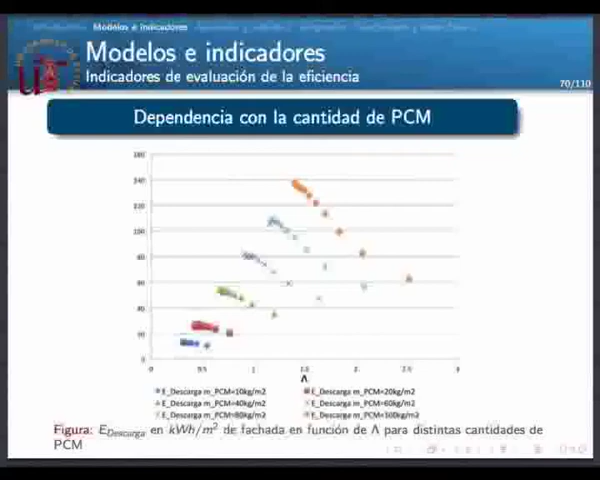 Modelos e indicadores
Modelos e indicadores
Indicadores de evaluación de la eficiencia
70/110
Dependencia con la cantidad de PCM
160
140
120
100
80
60
40
20
0
0 0.5 1 1.5 2 2.5 3
Λ
E_Descarga m_PCM=10kg/m2 E_Descarga m_PCM=20kg/m2
E_Descarga m_PCM=40kg/m2 E_Descarga m_PCM=60kg/m2
E_Descarga m_PCM=80kg/m2 E_Descarga m_PCM=100kg/m2
Figura: E_Descarga en kWh/m² de fachada en función de Λ para distintas cantidades de
PCM